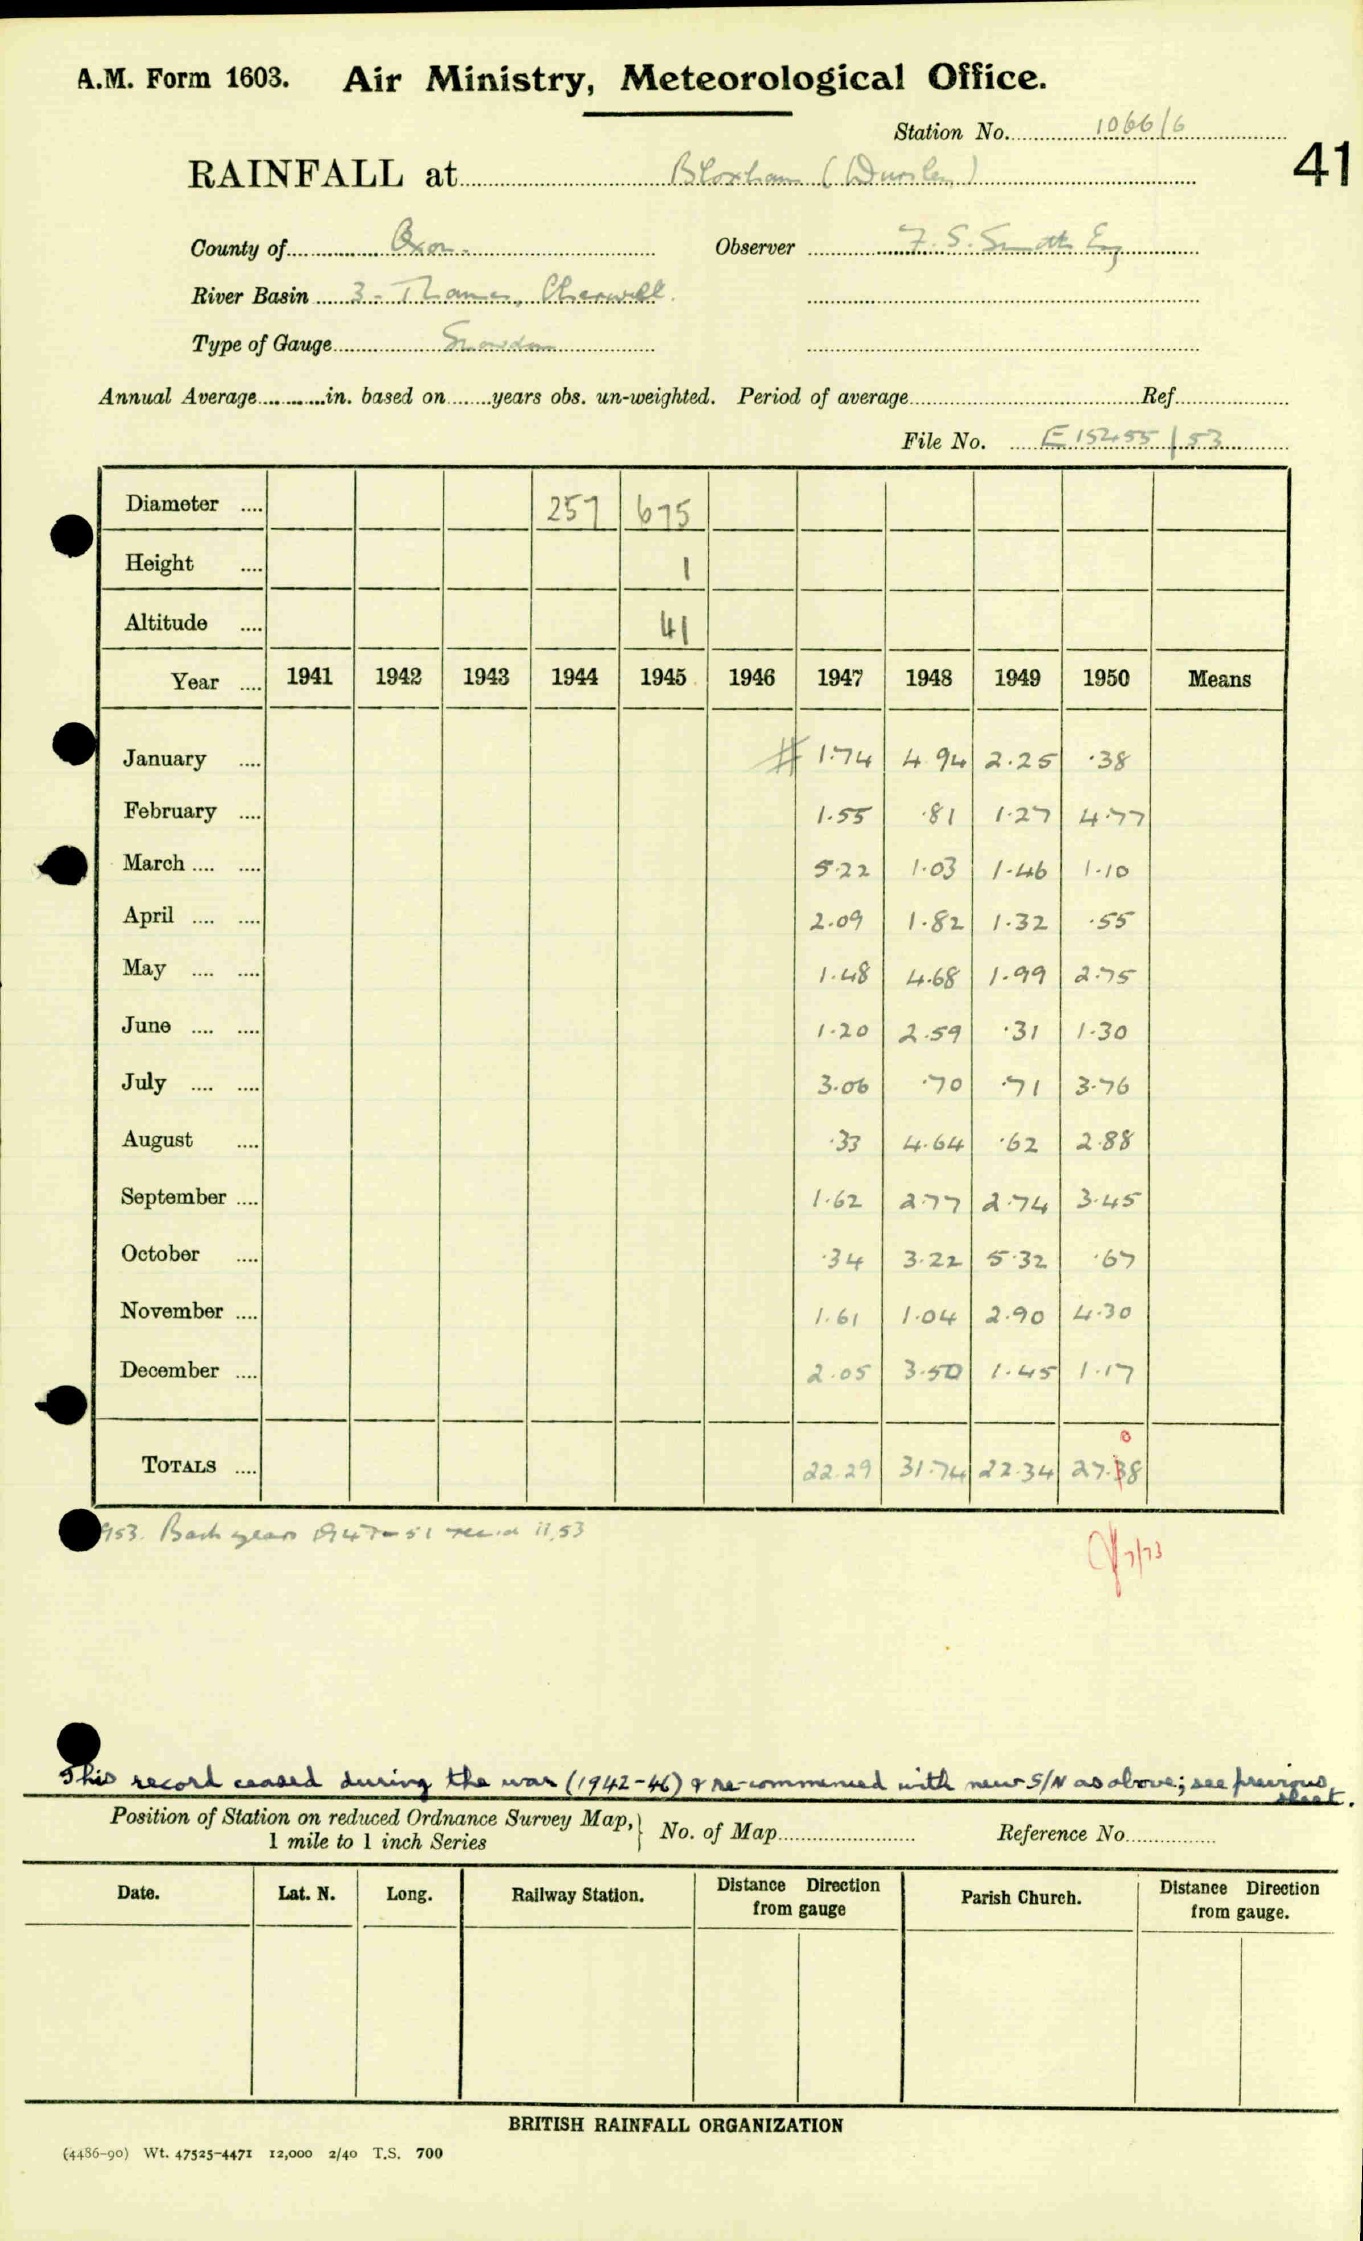 A.M. Form 1603. Air Ministry, Meteorological Office.
Station No. 1066/6
41
RAINFALL at Bloxham (Dursley)
County of Oxon. Observer F. S. Smith Esq
River Basin 3 - Thames, Cherwell.
Type of Gauge Snowdon
Annual Average in. based on years obs. un-weighted. Period of average Ref.
File No. E 15255/53
Diameter 257 675
Height 1
Altitude 41
Year 1941 1942 1943 1944 1945 1946 1947 1948 1949 1950 Means
January # 1.74 4.94 2.25 .38
February 1.55 .81 1.27 4.77
March 5.22 1.03 1.46 1.10
April 2.09 1.82 1.32 .55
May 1.48 4.68 1.99 2.75
June 1.20 2.59 .31 1.30
July 3.06 .70 .71 3.76
August .33 4.64 .62 2.88
September 1.62 2.77 2.74 3.45
October .34 3.22 5.32 .67
November 1.61 1.04 2.90 4.30
December 2.05 3.50 1.45 1.17
0
TOTALS 22.29 31.74 22.34 27.38
953. Back years 1947-51 rec'd 11.53
7/73
This record ceased during the war (1942-46) & re-commenced with new S/N as above; see previous
sheet.
Position of Station on reduced Ordnance Survey Map, No. of Map Reference No.
1 mile to 1 inch Series
Date. Lat. N. Long. Railway Station. Distance Direction from gauge Parish Church. Distance Direction from gauge.
BRITISH RAINFALL ORGANIZATION
(4486-90) Wt. 47525-4471 12,000 2/40 T.S. 700